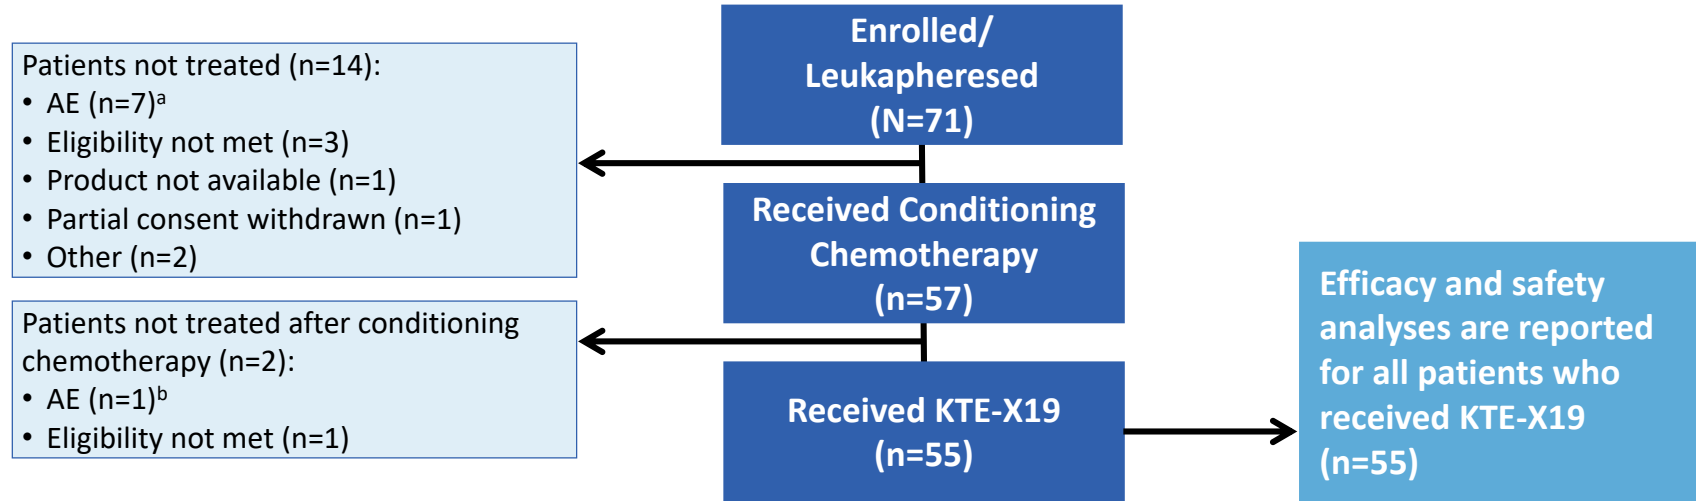 Enrolled/
Leukapheresed
(N=71)
Patients not treated (n=14):
• AE (n=7)ᵃ
• Eligibility not met (n=3)
• Product not available (n=1)
• Partial consent withdrawn (n=1)
• Other (n=2)
Received Conditioning
Chemotherapy
(n=57)
Patients not treated after conditioning
chemotherapy (n=2):
• AE (n=1)ᵇ
• Eligibility not met (n=1)
Received KTE-X19
(n=55)
Efficacy and safety
analyses are reported
for all patients who
received KTE-X19
(n=55)